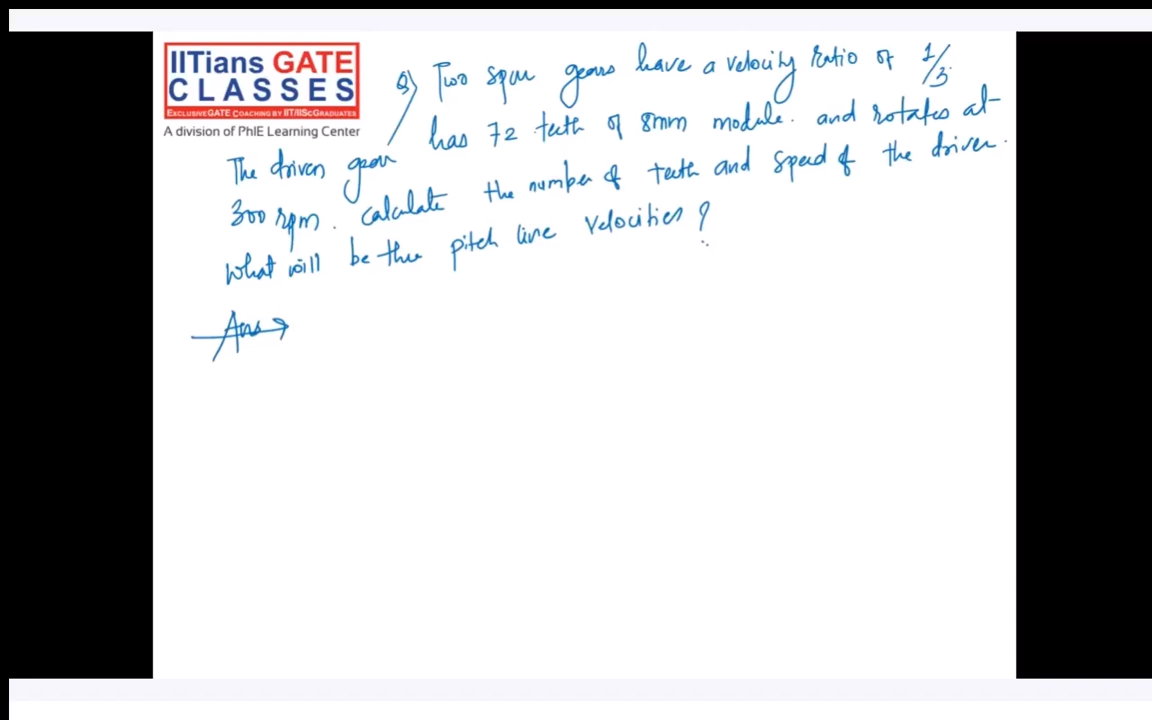 IITians GATE
CLASSES
EXCLUSIVE GATE COACHING BY IIT/IISc GRADUATES
A division of PhIE Learning Center
Q) Two spur gears have a velocity ratio of 1/3.
The driven gear has 72 teeth of 8mm module. and rotates at
300 rpm. Calculate the number of teeth and speed of the driver.
What will be the pitch line velocities?
Ans →